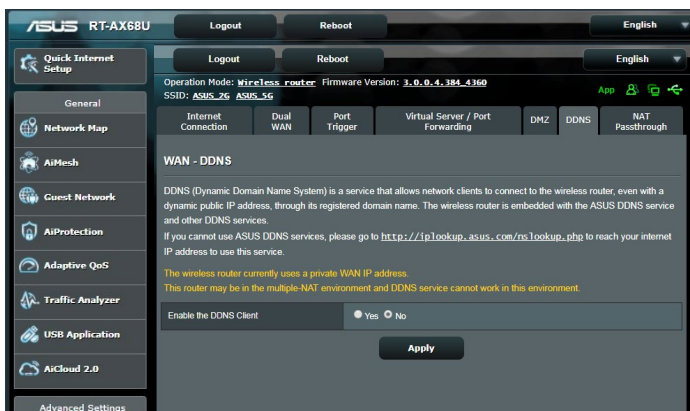 ASUS RT-AX68U Logout Reboot English
Quick Internet Setup
Logout Reboot English
Operation Mode: Wireless router Firmware Version: 3.0.0.4.384_4360
SSID: ASUS_2G ASUS_5G
App
General
Internet Connection
Dual WAN
Port Trigger
Virtual Server / Port Forwarding
DMZ
DDNS
NAT Passthrough
Network Map
AiMesh
Guest Network
AiProtection
Adaptive QoS
Traffic Analyzer
USB Application
AiCloud 2.0
Advanced Settings
WAN - DDNS
DDNS (Dynamic Domain Name System) is a service that allows network clients to connect to the wireless router, even with a
dynamic public IP address, through its registered domain name. The wireless router is embedded with the ASUS DDNS service
and other DDNS services.
If you cannot use ASUS DDNS services, please go to http://iplookup.asus.com/nslookup.php to reach your internet
IP address to use this service.
The wireless router currently uses a private WAN IP address.
This router may be in the multiple-NAT environment and DDNS service cannot work in this environment.
Enable the DDNS Client Yes No
Apply